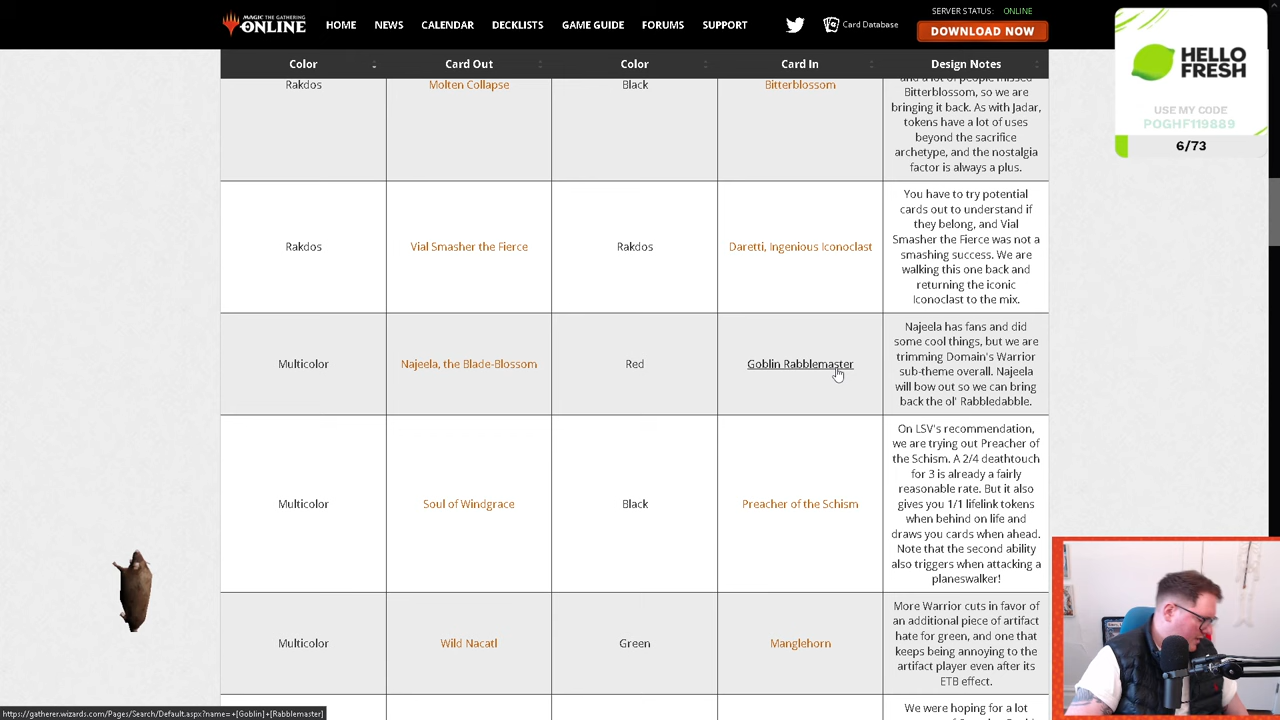 MAGIC THE GATHERING
ONLINE
HOME
NEWS
CALENDAR
DECKLISTS
GAME GUIDE
FORUMS
SUPPORT
Card Database
SERVER STATUS: ONLINE
DOWNLOAD NOW
HELLO
FRESH
USE MY CODE
POGHF119889
6/73
Color
Card Out
Color
Card In
Design Notes
Rakdos
Molten Collapse
Black
Bitterblossom
and a lot of people missed
Bitterblossom, so we are
bringing it back. As with Jadar,
tokens have a lot of uses
beyond the sacrifice
archetype, and the nostalgia
factor is always a plus.
Rakdos
Vial Smasher the Fierce
Rakdos
Daretti, Ingenious Iconoclast
You have to try potential
cards out to understand if
they belong, and Vial
Smasher the Fierce was not a
smashing success. We are
walking this one back and
returning the iconic
Iconoclast to the mix.
Multicolor
Najeela, the Blade-Blossom
Red
Goblin Rabblemaster
Najeela has fans and did
some cool things, but we are
trimming Domain's Warrior
sub-theme overall. Najeela
will bow out so we can bring
back the ol' Rabbledabble.
Multicolor
Soul of Windgrace
Black
Preacher of the Schism
On LSV's recommendation,
we are trying out Preacher of
the Schism. A 2/4 deathtouch
for 3 is already a fairly
reasonable rate. But it also
gives you 1/1 lifelink tokens
when behind on life and
draws you cards when ahead.
Note that the second ability
also triggers when attacking a
planeswalker!
Multicolor
Wild Nacatl
Green
Manglehorn
More Warrior cuts in favor of
an additional piece of artifact
hate for green, and one that
keeps being annoying to the
artifact player even after its
ETB effect.
We were hoping for a lot
https://gatherer.wizards.com/Pages/Search/Default.aspx?name=+[Goblin]+[Rabblemaster]